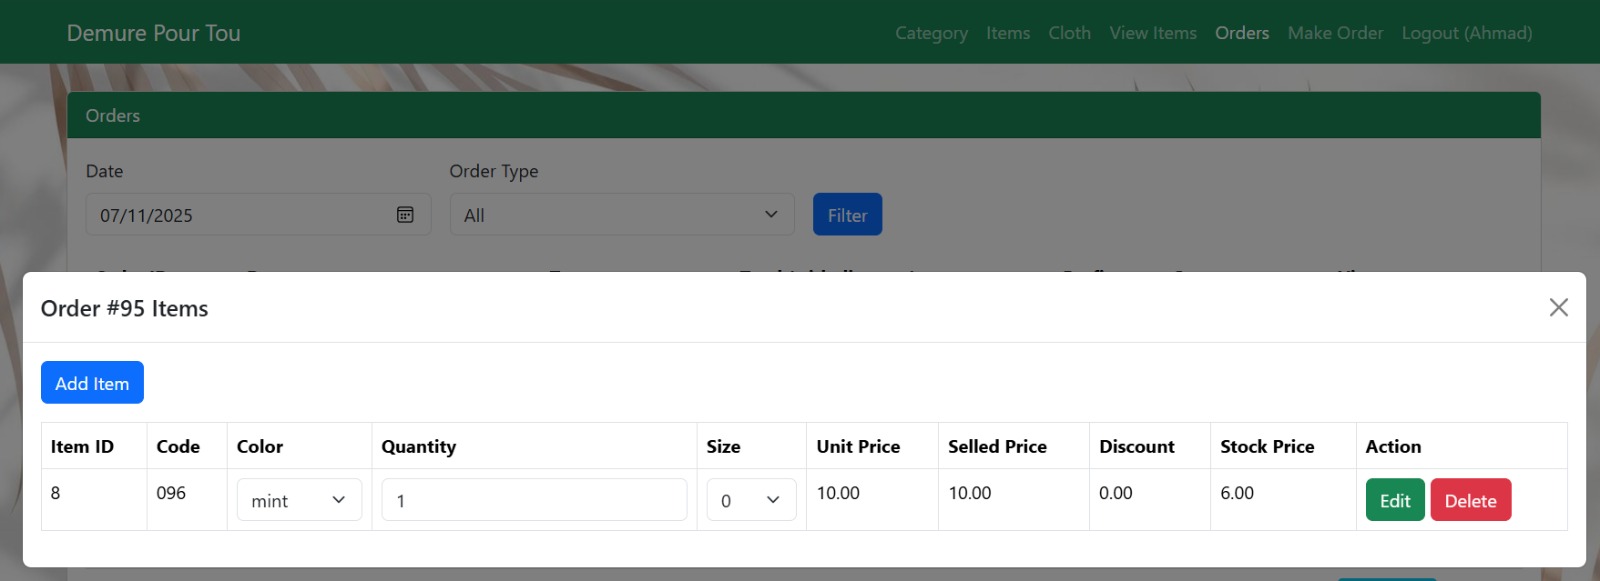 Demure Pour Tou Category Items Cloth View Items Orders Make Order Logout (Ahmad)
Orders
Date Order Type
07/11/2025 All Filter
Order #95 Items
Add Item
Item ID Code Color Quantity Size Unit Price Selled Price Discount Stock Price Action
8 096 mint 1 0 10.00 10.00 0.00 6.00 Edit Delete